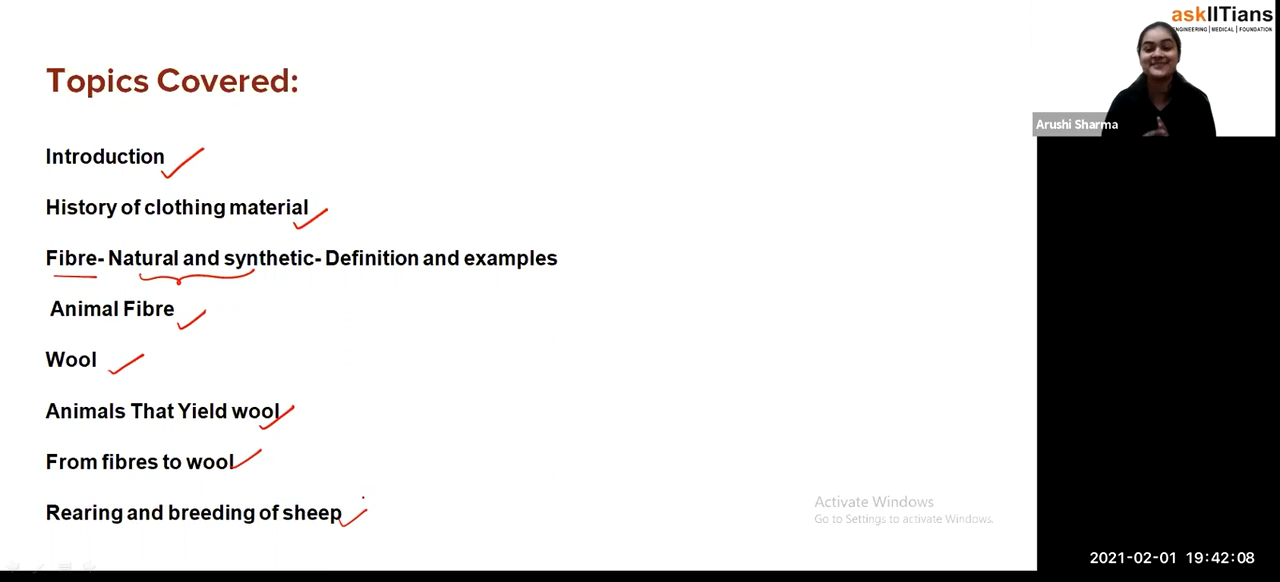 askIITians
ENGINEERING | MEDICAL | FOUNDATION
Topics Covered:
Arushi Sharma
Introduction
History of clothing material
Fibre- Natural and synthetic- Definition and examples
Animal Fibre
Wool
Animals That Yield wool
From fibres to wool
Rearing and breeding of sheep
Activate Windows
Go to Settings to activate Windows.
2021-02-01 19:42:08